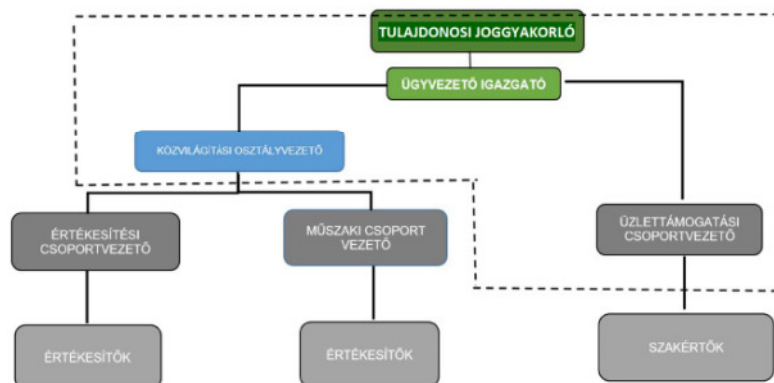 TULAJDONOSI JOGGYAKORLÓ
ÜGYVEZETŐ IGAZGATÓ
KÖZVILÁGÍTÁSI OSZTÁLYVEZETŐ
ÉRTÉKESÍTÉSI
CSOPORTVEZETŐ
MŰSZAKI CSOPORT
VEZETŐ
ÜZLETTÁMOGATÁSI
CSOPORTVEZETŐ
ÉRTÉKESÍTŐK
ÉRTÉKESÍTŐK
SZAKÉRTŐK